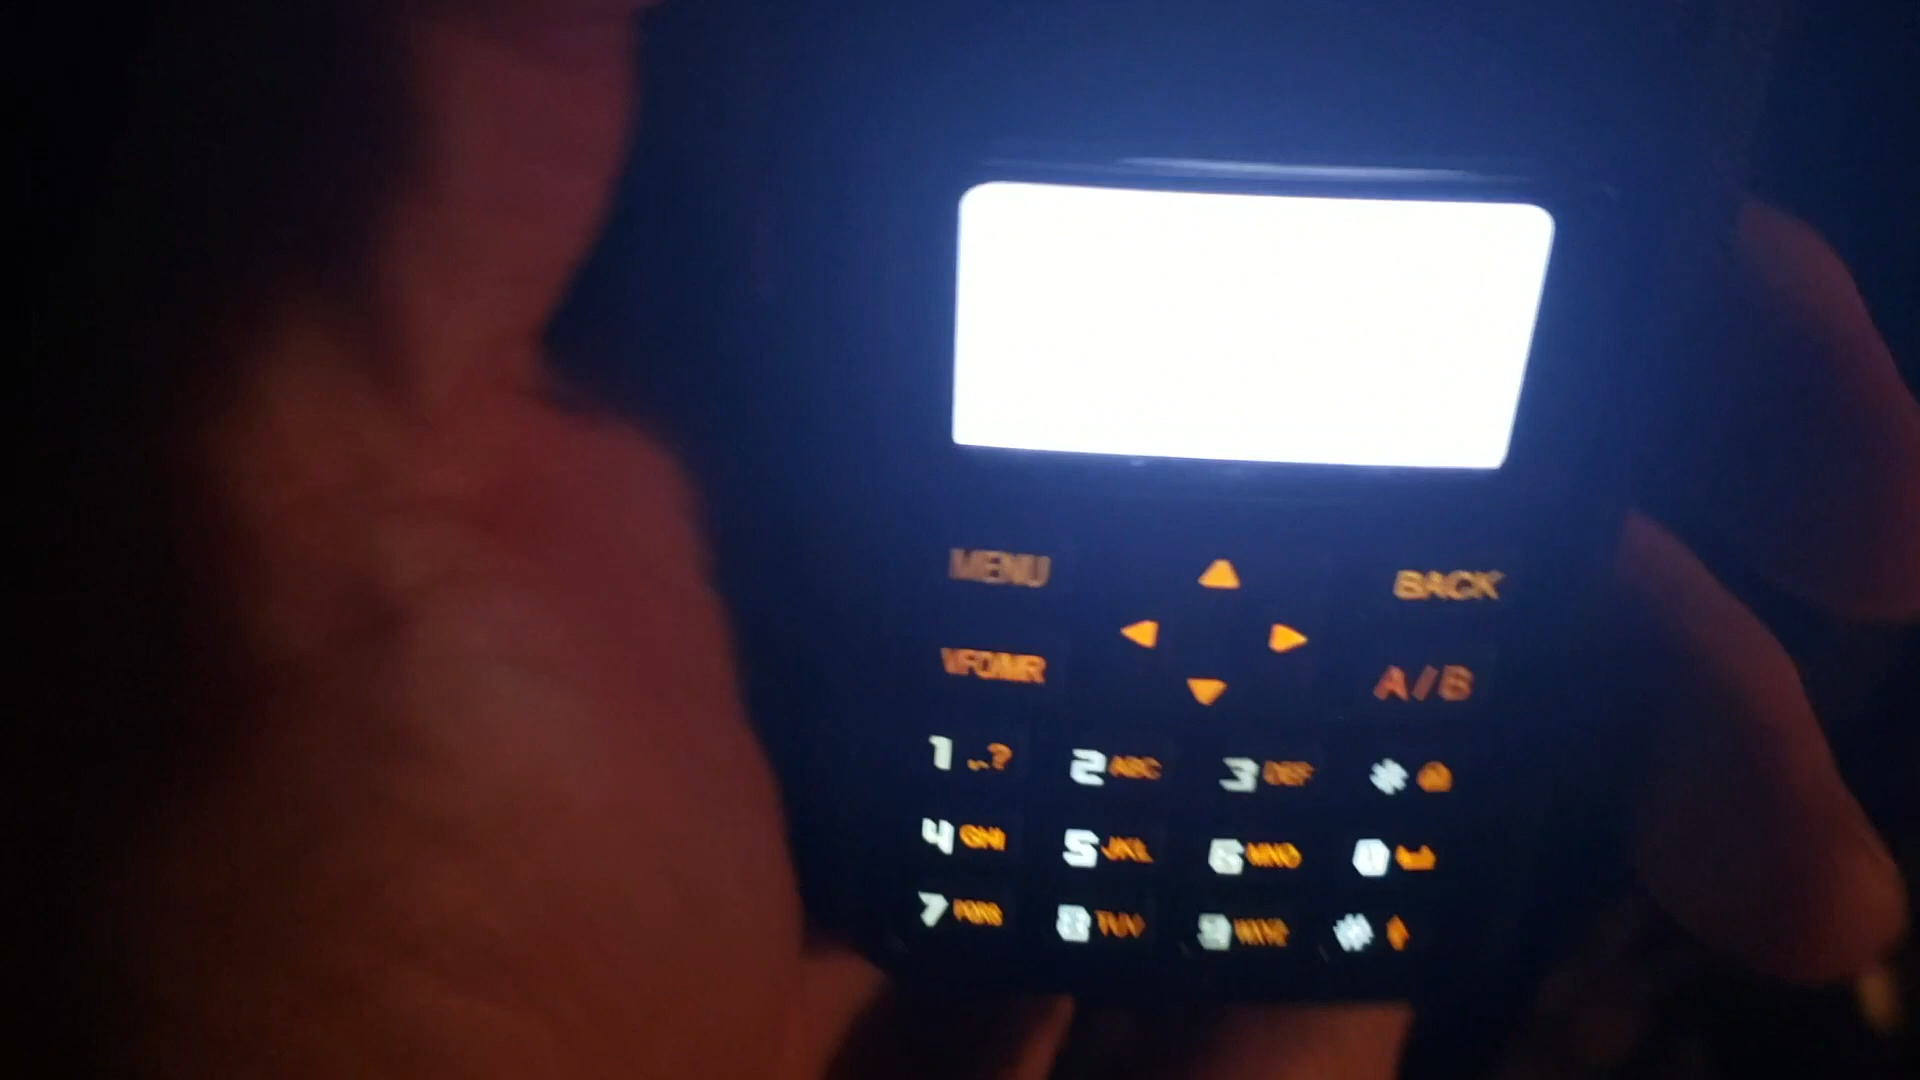 MENU BACK
VFO/MR A/B
1 .,? 2 ABC 3 DEF *
4 GHI 5 JKL 6 MNO 0
7 PQRS 8 TUV 9 WXYZ #